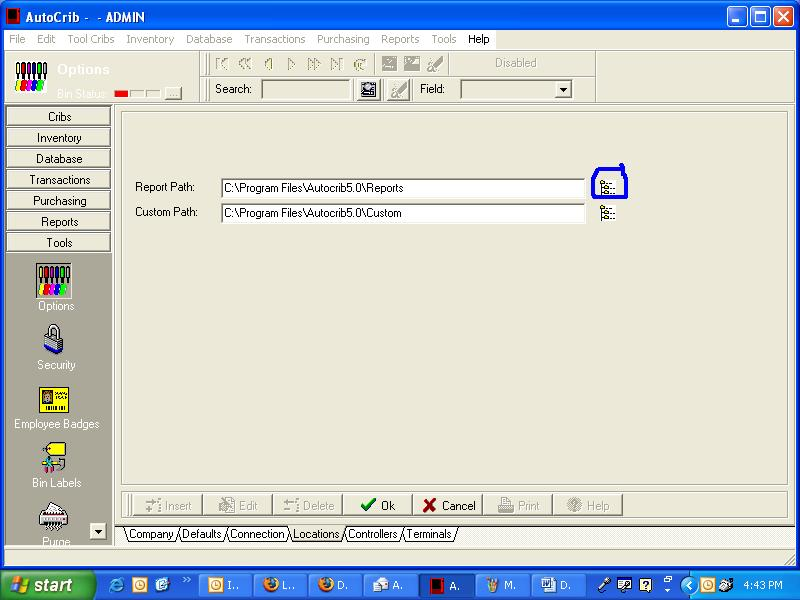 AutoCrib - - ADMIN
File Edit Tool Cribs Inventory Database Transactions Purchasing Reports Tools Help
Options
Disabled
Bin Status:
...
Search:
Field:
Cribs
Inventory
Database
Transactions
Purchasing
Reports
Tools
Options
Security
Employee Badges
Bin Labels
Purge
Report Path: C:\Program Files\Autocrib5.0\Reports
Custom Path: C:\Program Files\Autocrib5.0\Custom
Insert Edit Delete Ok Cancel Print Help
Company Defaults Connection Locations Controllers Terminals
start I... L... D... A... A. M... D... 4:43 PM